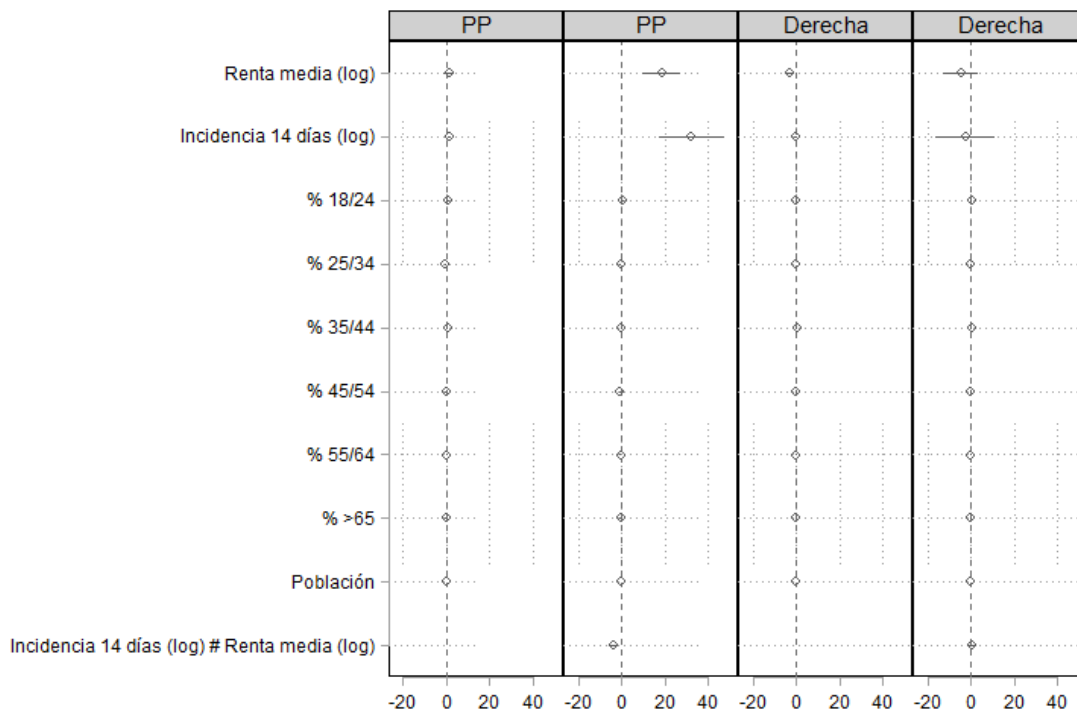 PP PP Derecha Derecha
Renta media (log)
Incidencia 14 días (log)
% 18/24
% 25/34
% 35/44
% 45/54
% 55/64
% >65
Población
Incidencia 14 días (log) # Renta media (log)
-20 0 20 40 -20 0 20 40 -20 0 20 40 -20 0 20 40